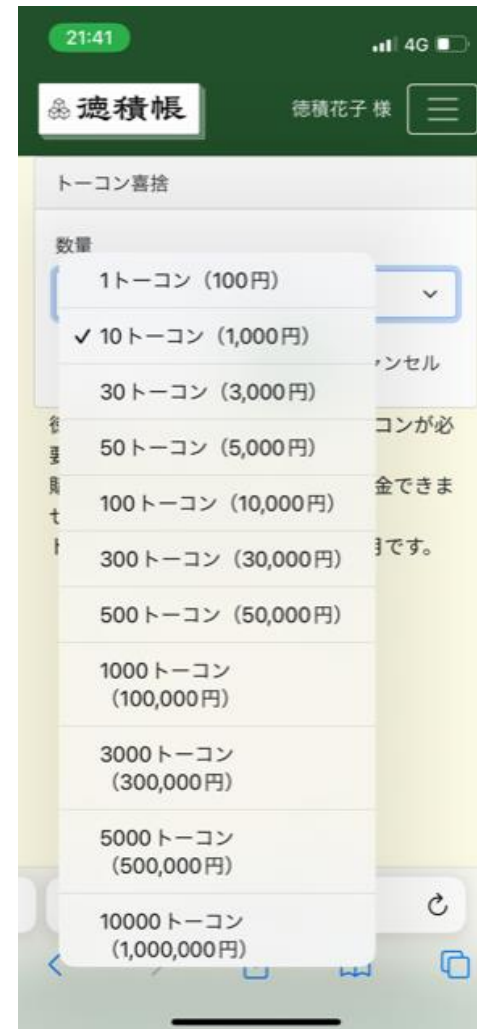 21:41
4G
徳積帳
徳積花子 様
トーコン喜捨
数量
1トーコン（100円）
✓ 10トーコン（1,000円）
ャンセル
30トーコン（3,000円）
コンが必
50トーコン（5,000円）
金できま
100トーコン（10,000円）
です。
300トーコン（30,000円）
500トーコン（50,000円）
1000トーコン
（100,000円）
3000トーコン
（300,000円）
5000トーコン
（500,000円）
10000トーコン
（1,000,000円）